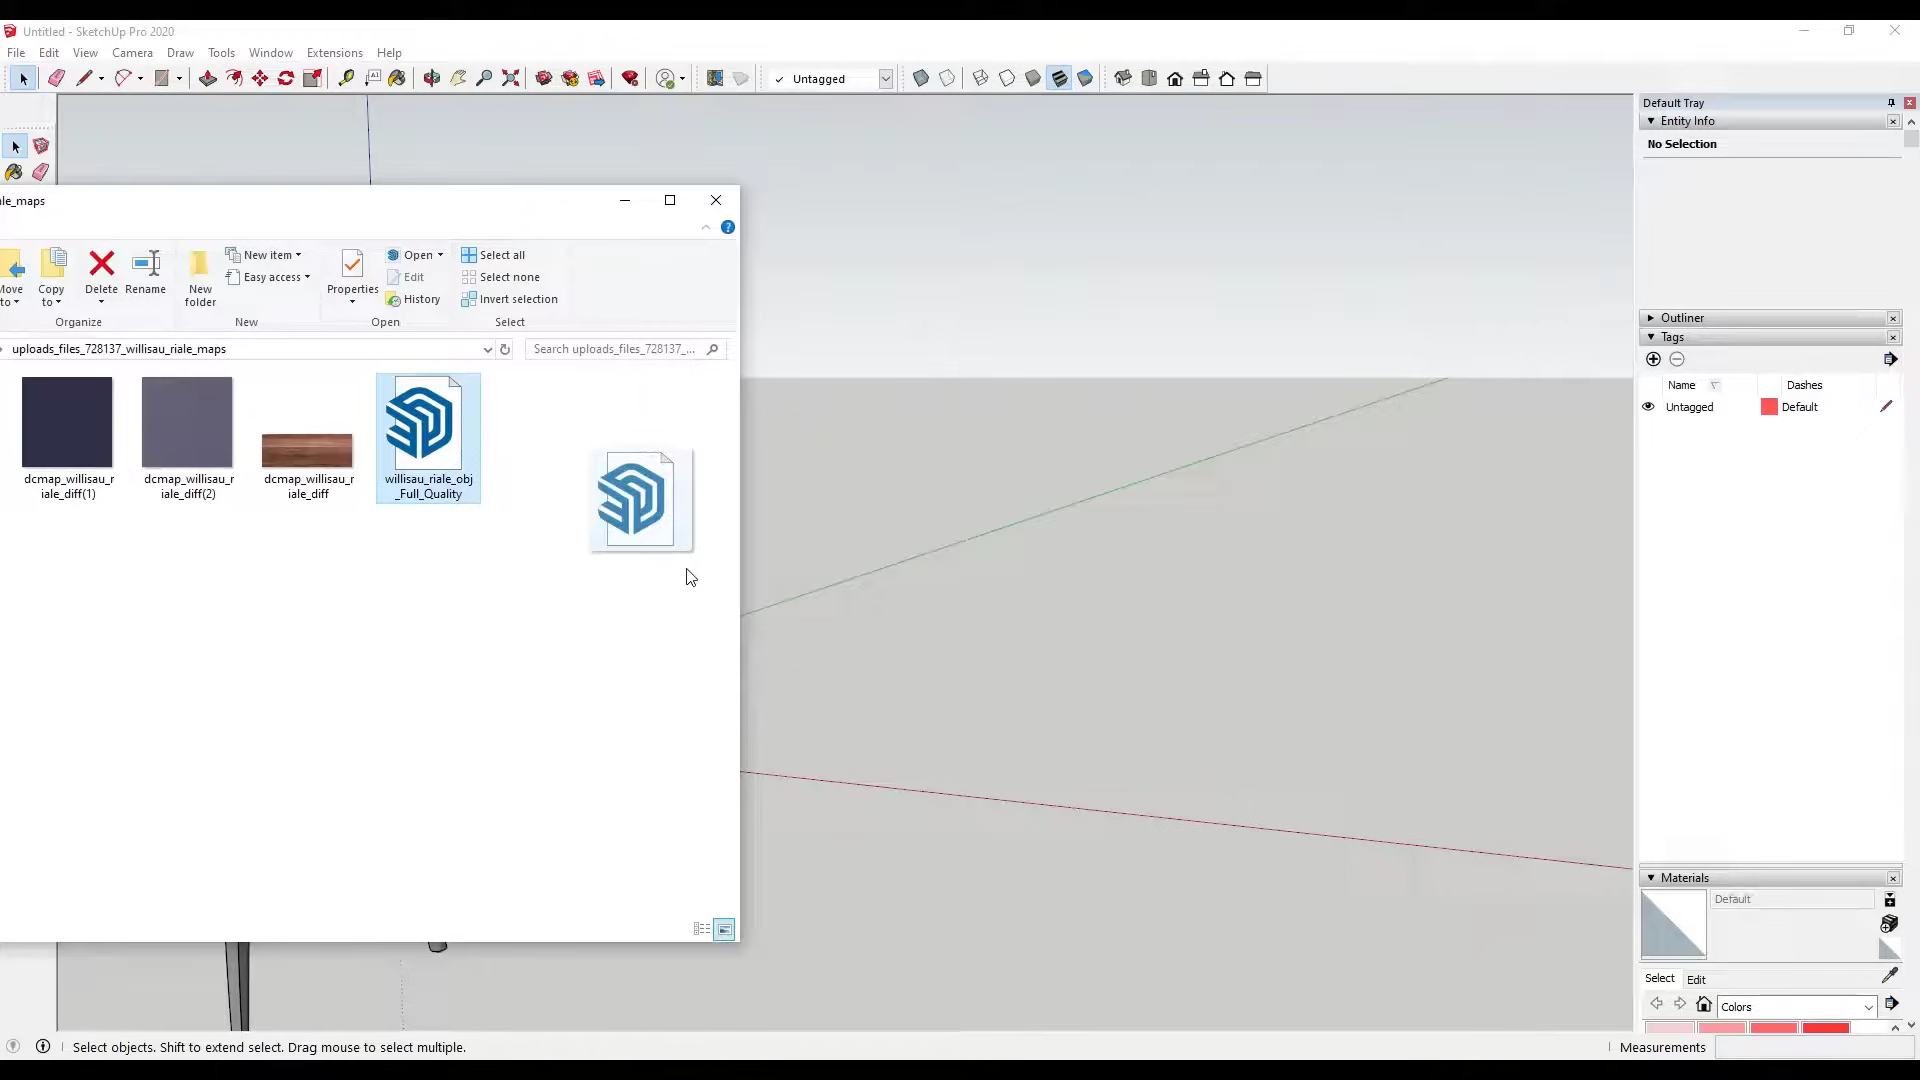 Untitled - SketchUp Pro 2020
File Edit View Camera Draw Tools Window Extensions Help
Untagged
Default Tray
Entity Info
No Selection
Outliner
Tags
Name Dashes
Untagged Default
Materials
Default
Select Edit
Colors
ale_maps
Move to
Copy to
Delete
Rename
New folder
New item
Easy access
Properties
Open
Edit
History
Select all
Select none
Invert selection
Organize New Open Select
uploads_files_728137_willisau_riale_maps
Search uploads_files_728137_...
dcmap_willisau_r
iale_diff(1)
dcmap_willisau_r
iale_diff(2)
dcmap_willisau_r
iale_diff
willisau_riale_obj
_Full_Quality
Select objects. Shift to extend select. Drag mouse to select multiple.
Measurements